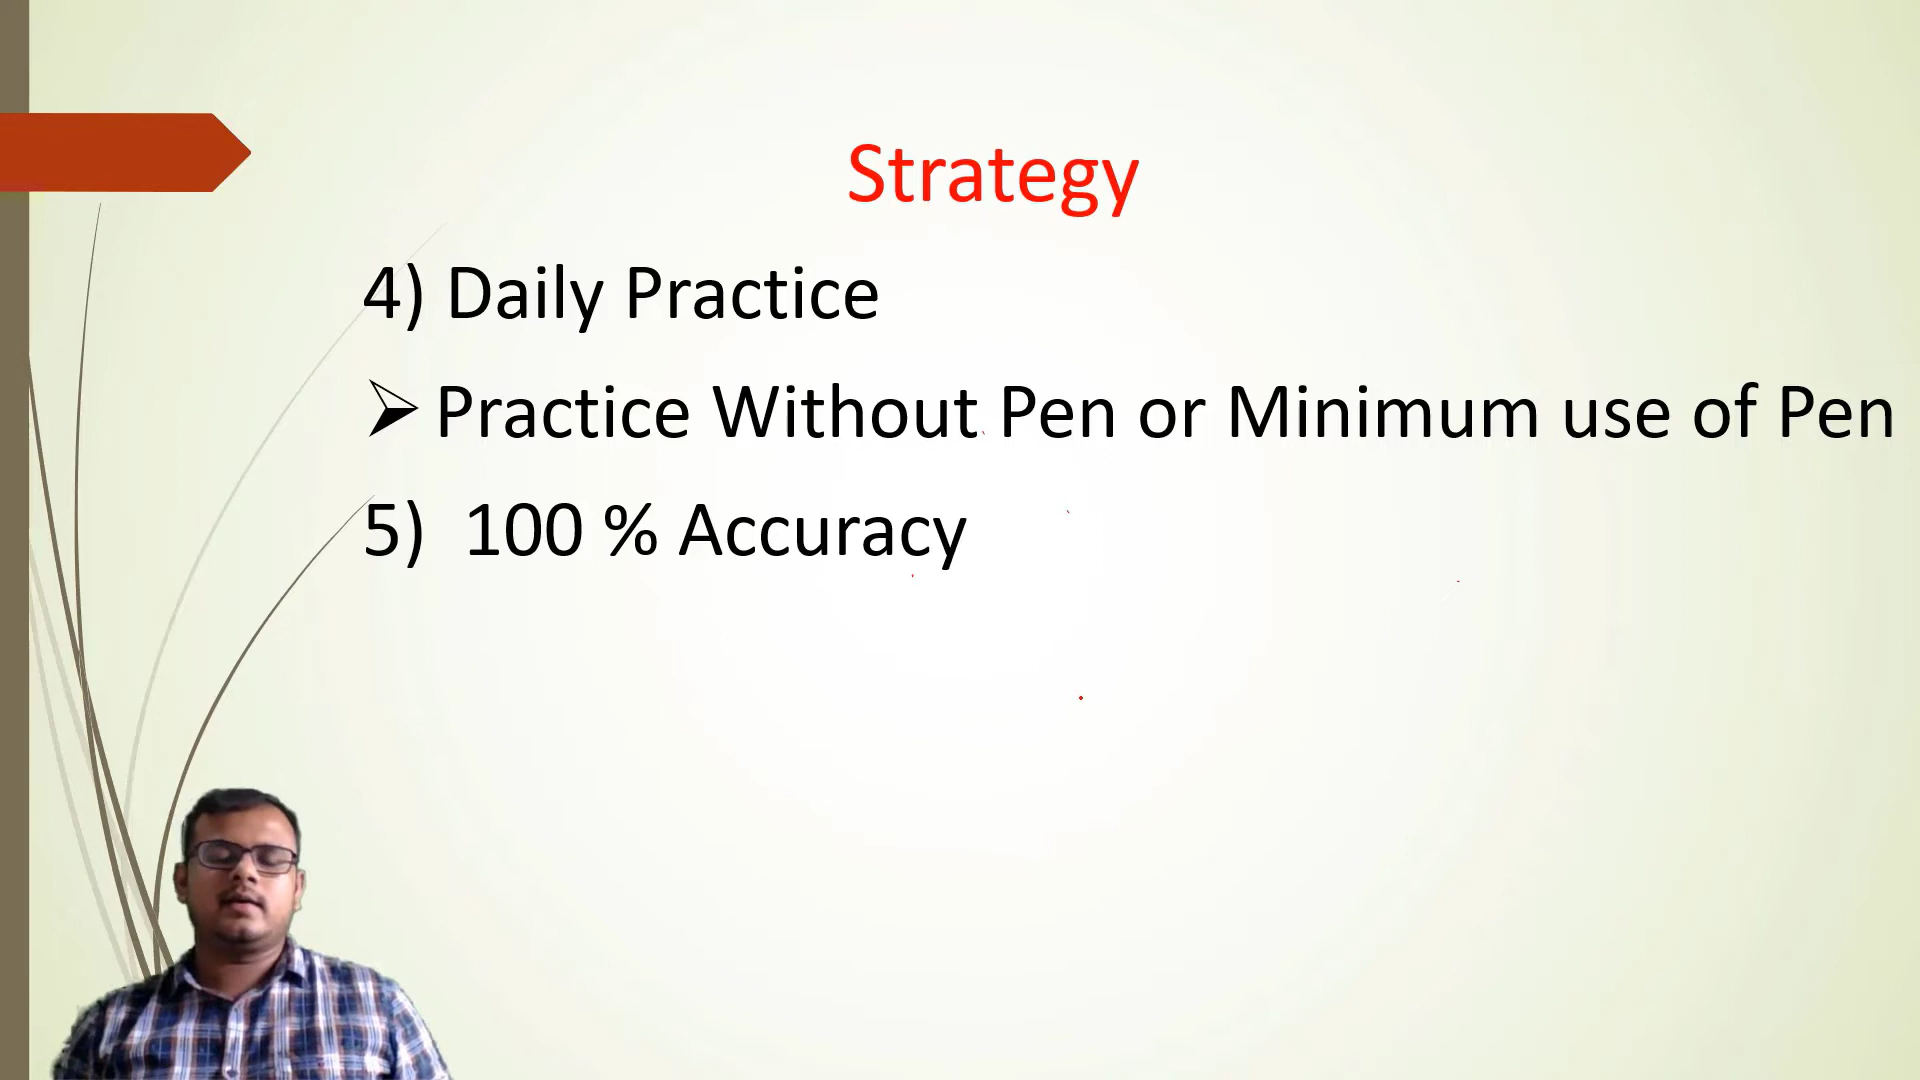 Strategy
4) Daily Practice
➢ Practice Without Pen or Minimum use of Pen
5) 100 % Accuracy